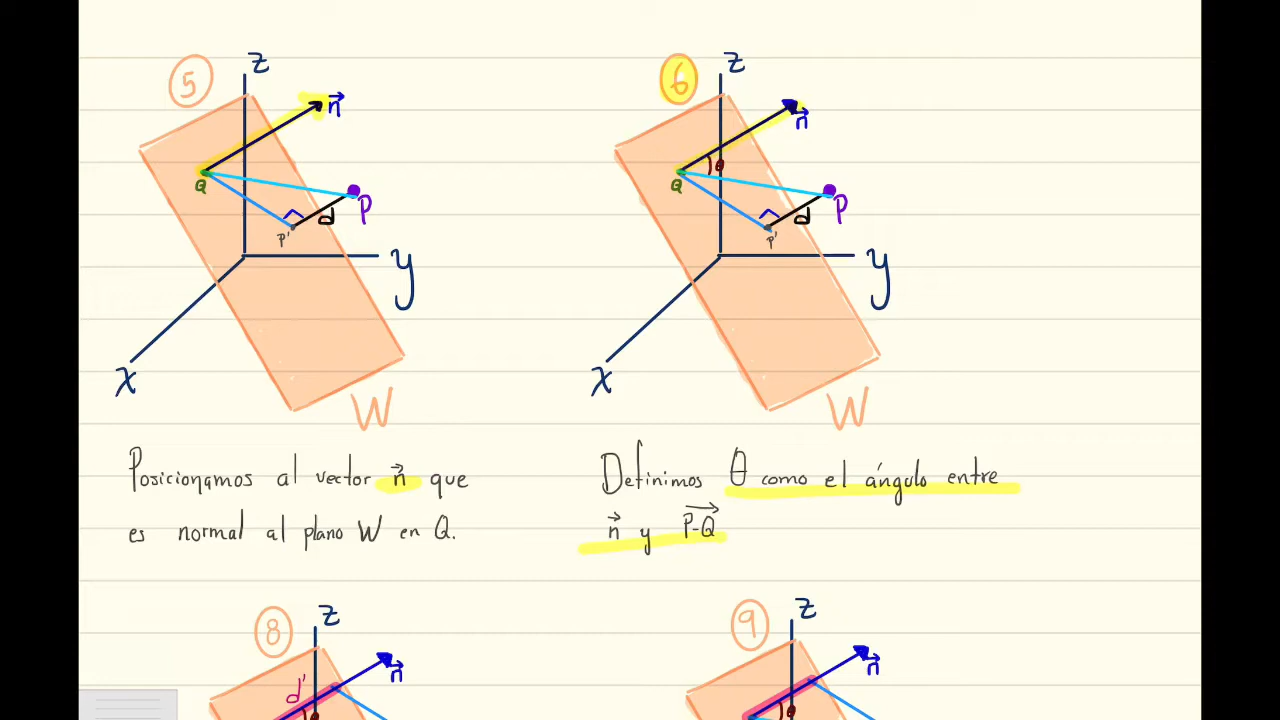 5
z
n
Q
P
d
P'
y
x
W
Posicionamos al vector n que
es normal al plano W en Q.
6
z
n
θ
Q
P
d
P'
y
x
W
Definimos θ como el ángulo entre
n y P-Q
8
z
n
d'
θ
9
z
n
θ